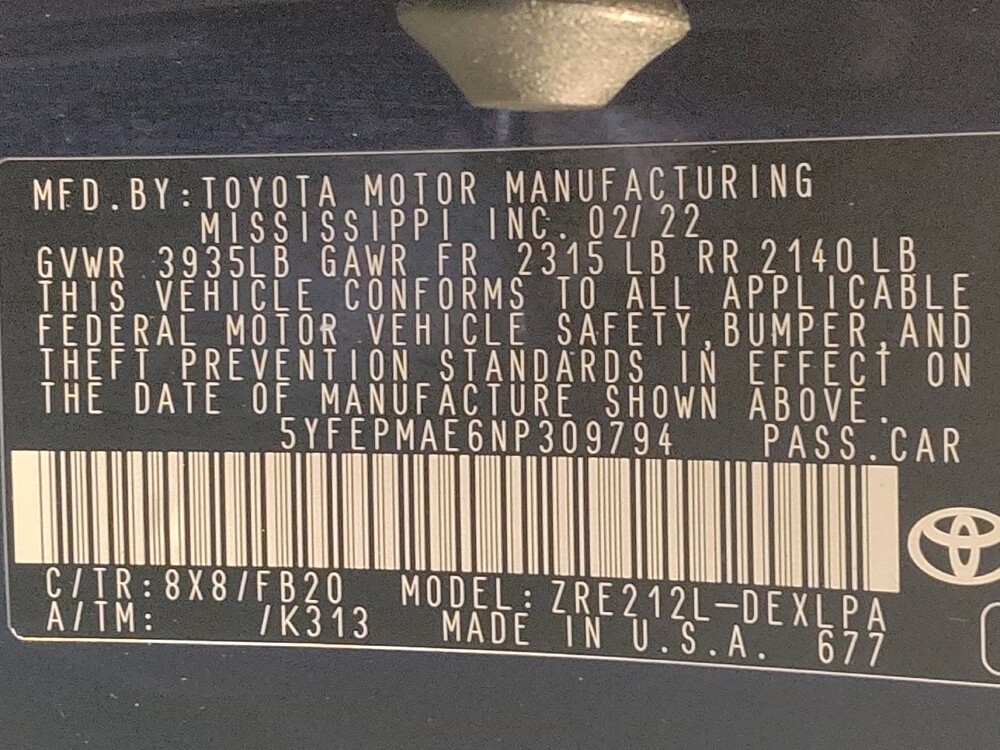 MFD.BY:TOYOTA MOTOR MANUFACTURING
MISSISSIPPI INC. 02/22
GVWR 3935LB GAWR FR 2315 LB RR 2140 LB
THIS VEHICLE CONFORMS TO ALL APPLICABLE
FEDERAL MOTOR VEHICLE SAFETY,BUMPER,AND
THEFT PREVENTION STANDARDS IN EFFECT ON
THE DATE OF MANUFACTURE SHOWN ABOVE.
5YFEPMAE6NP309794 PASS.CAR
C/TR:8X8/FB20 MODEL:ZRE212L-DEXLPA
A/TM: /K313 MADE IN U.S.A. 677